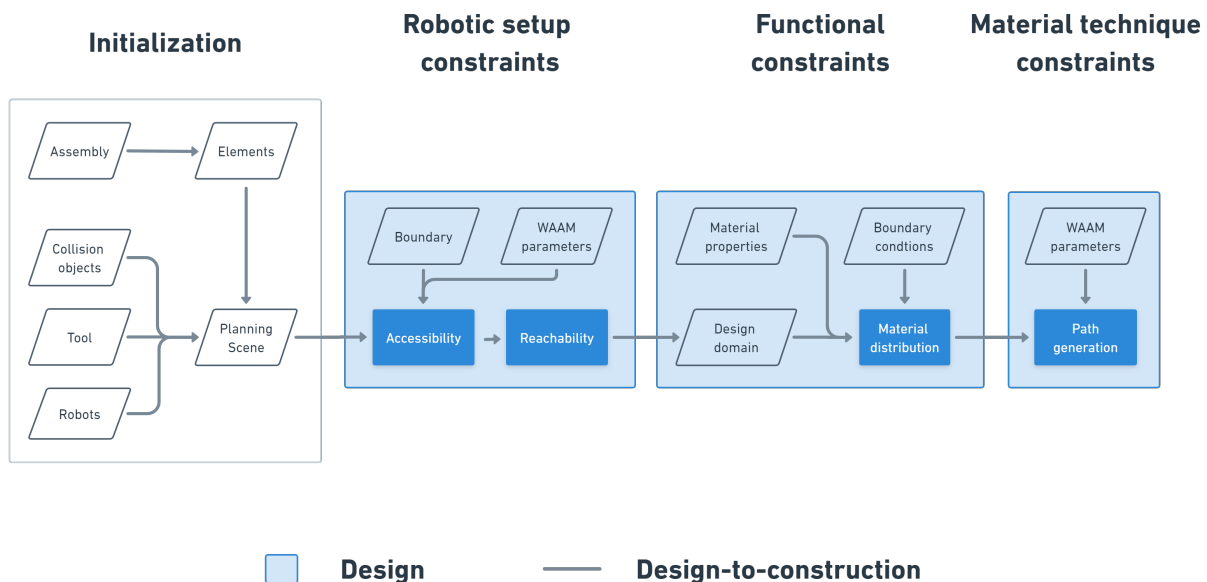 Initialization
Robotic setup
constraints
Functional
constraints
Material technique
constraints
Assembly
Elements
Collision
objects
Tool
Robots
Planning
Scene
Boundary
WAAM
parameters
Accessibility
Reachability
Material
properties
Boundary
condtions
Design
domain
Material
distribution
WAAM
parameters
Path
generation
Design
Design-to-construction